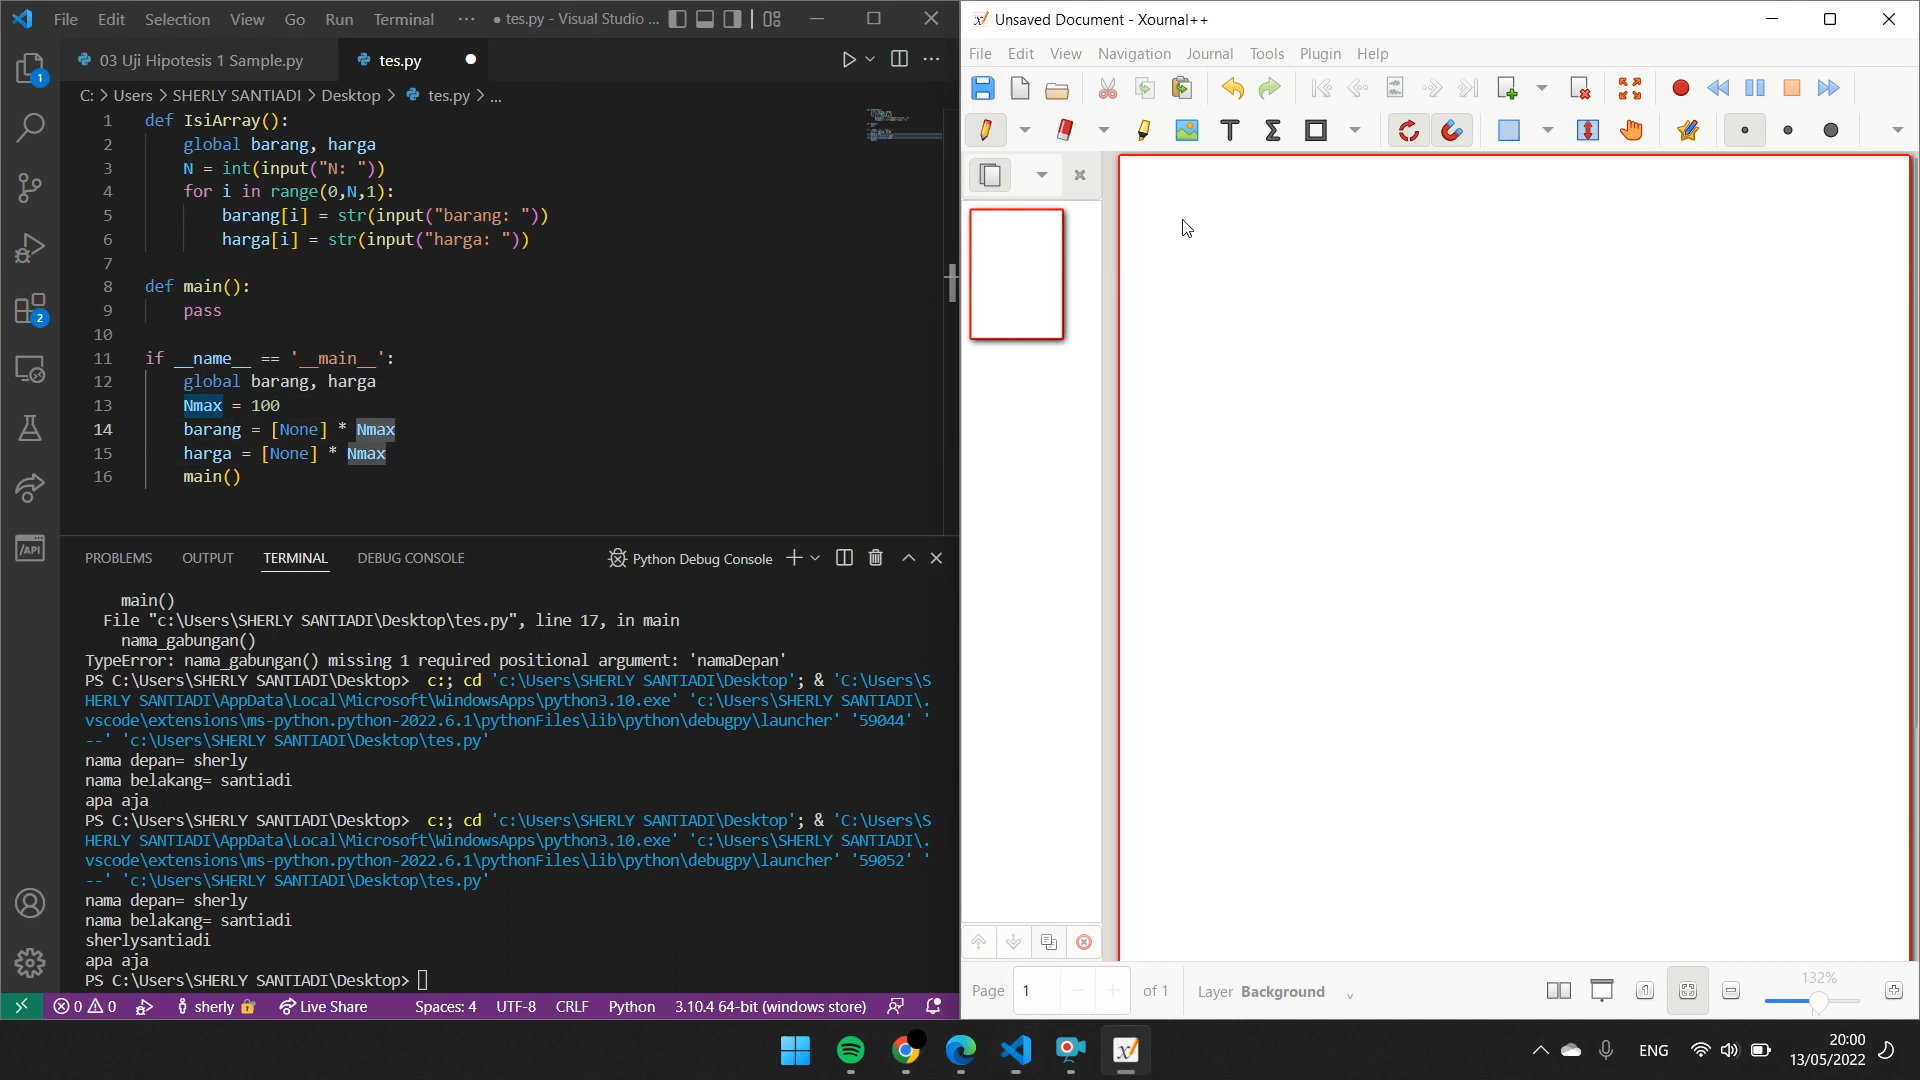 File Edit Selection View Go Run Terminal ··· ● tes.py - Visual Studio ...
03 Uji Hipotesis 1 Sample.py tes.py ●
C: > Users > SHERLY SANTIADI > Desktop > tes.py > ...
1 def IsiArray():
2 global barang, harga
3 N = int(input("N: "))
4 for i in range(0,N,1):
5 barang[i] = str(input("barang: "))
6 harga[i] = str(input("harga: "))
7
8 def main():
9 pass
10
11 if __name__ == '__main__':
12 global barang, harga
13 Nmax = 100
14 barang = [None] * Nmax
15 harga = [None] * Nmax
16 main()
1
2
/API
PROBLEMS OUTPUT TERMINAL DEBUG CONSOLE Python Debug Console
main()
File "c:\Users\SHERLY SANTIADI\Desktop\tes.py", line 17, in main
nama_gabungan()
TypeError: nama_gabungan() missing 1 required positional argument: 'namaDepan'
PS C:\Users\SHERLY SANTIADI\Desktop> c:; cd 'c:\Users\SHERLY SANTIADI\Desktop'; & 'C:\Users\S
HERLY SANTIADI\AppData\Local\Microsoft\WindowsApps\python3.10.exe' 'c:\Users\SHERLY SANTIADI\.
vscode\extensions\ms-python.python-2022.6.1\pythonFiles\lib\python\debugpy\launcher' '59044' '
--' 'c:\Users\SHERLY SANTIADI\Desktop\tes.py'
nama depan= sherly
nama belakang= santiadi
apa aja
PS C:\Users\SHERLY SANTIADI\Desktop> c:; cd 'c:\Users\SHERLY SANTIADI\Desktop'; & 'C:\Users\S
HERLY SANTIADI\AppData\Local\Microsoft\WindowsApps\python3.10.exe' 'c:\Users\SHERLY SANTIADI\.
vscode\extensions\ms-python.python-2022.6.1\pythonFiles\lib\python\debugpy\launcher' '59052' '
--' 'c:\Users\SHERLY SANTIADI\Desktop\tes.py'
nama depan= sherly
nama belakang= santiadi
sherlysantiadi
apa aja
PS C:\Users\SHERLY SANTIADI\Desktop>
0 0 sherly Live Share Spaces: 4 UTF-8 CRLF Python 3.10.4 64-bit (windows store)
Unsaved Document - Xournal++
File Edit View Navigation Journal Tools Plugin Help
Page 1 of 1 Layer Background 132%
ENG 20:00
13/05/2022